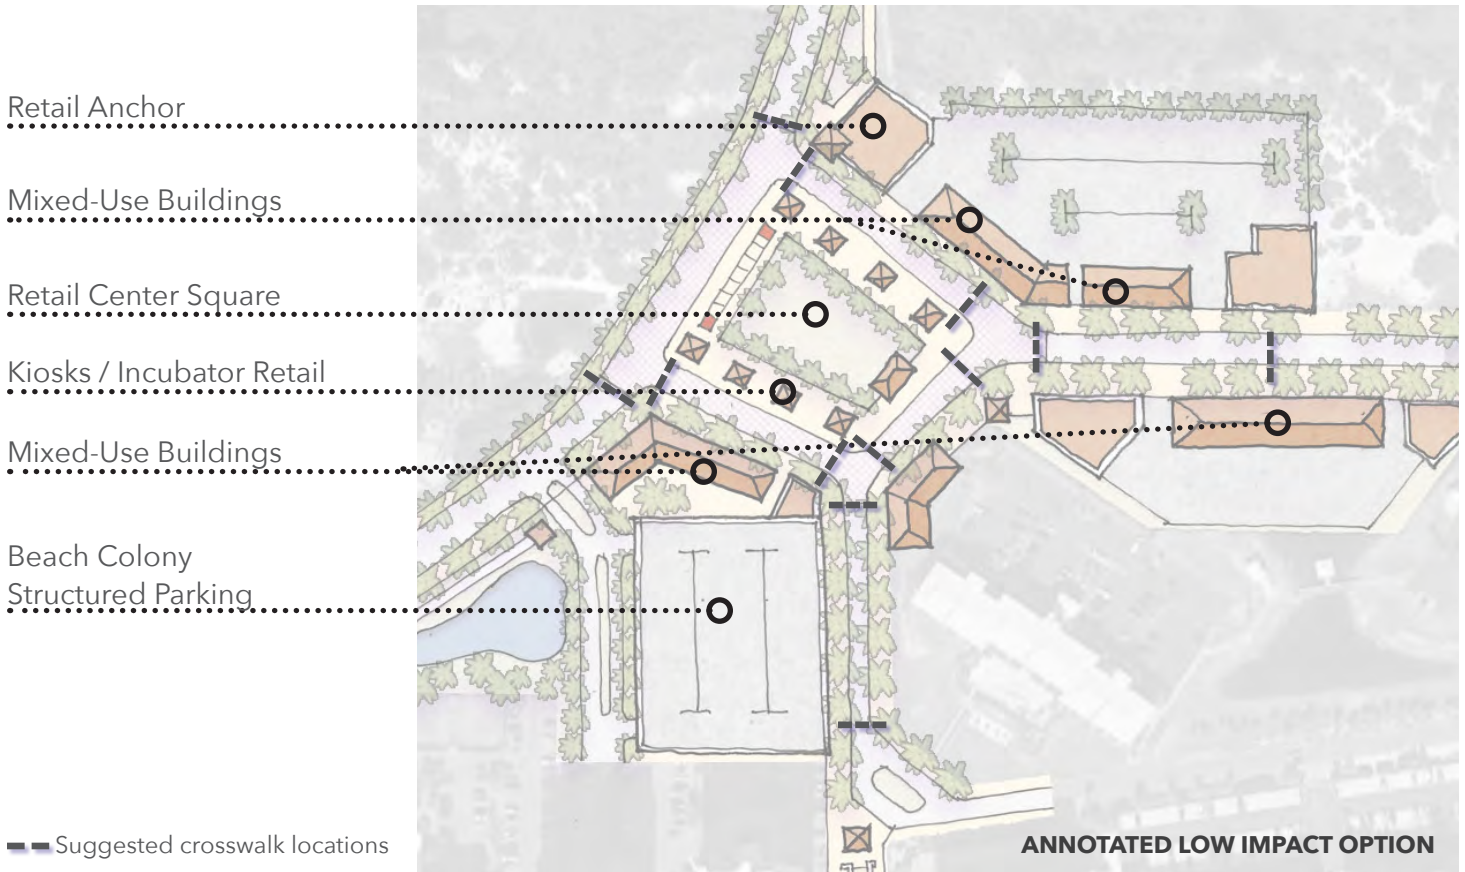 Retail Anchor
Mixed-Use Buildings
Retail Center Square
Kiosks / Incubator Retail
Mixed-Use Buildings
Beach Colony
Structured Parking
Suggested crosswalk locations
ANNOTATED LOW IMPACT OPTION